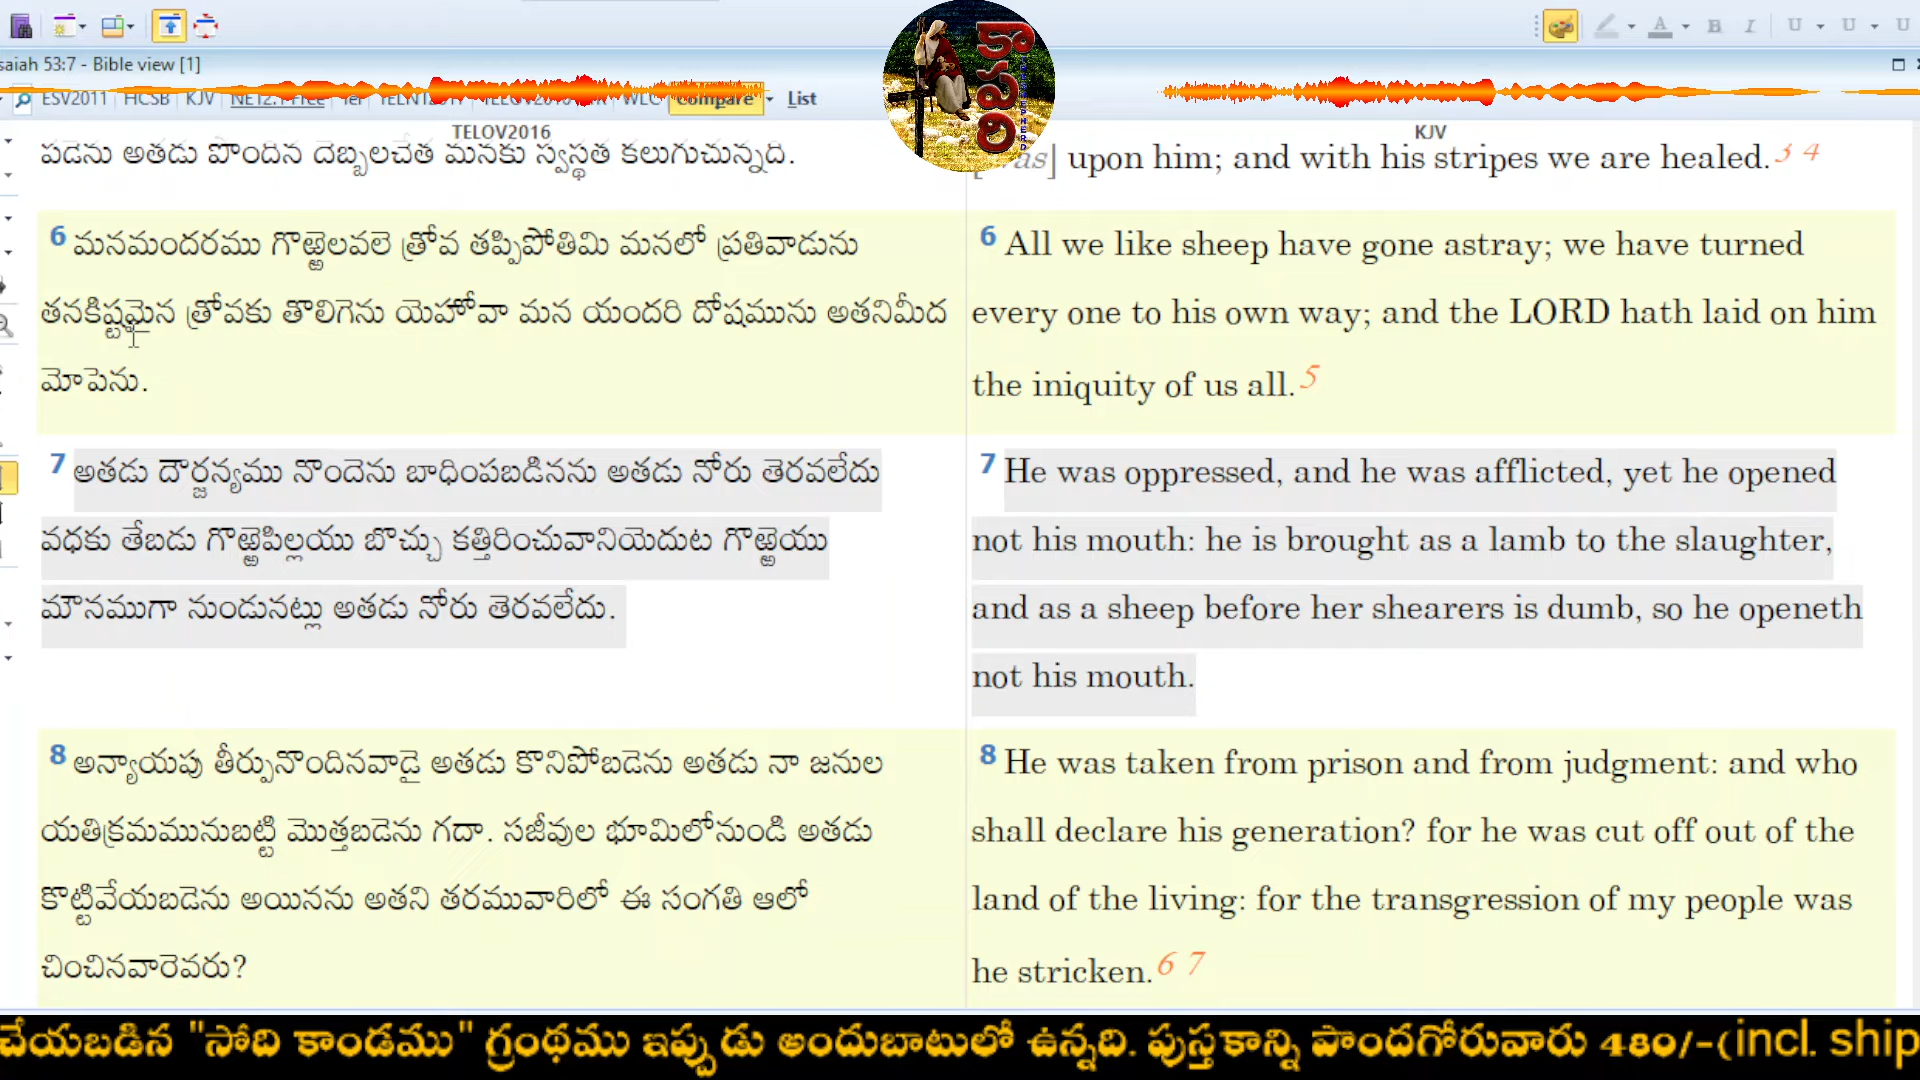 saiah 53:7 - Bible view [1]
ESV2011 HCSB KJV NET2.1 Free Compare List
TELOV2016
పడెను అతడు పొందిన దెబ్బలచేత మనకు స్వస్థత కలుగుచున్నది.
6 మనమందరము గొఱ్ఱెలవలె త్రోవ తప్పిపోతిమి మనలో ప్రతివాడును
తనకిష్టమైన త్రోవకు తొలిగెను యెహోవా మన యందరి దోషమును అతనిమీద
మోపెను.
7 అతడు దౌర్జన్యము నొందెను బాధింపబడినను అతడు నోరు తెరవలేదు
వధకు తేబడు గొఱ్ఱెపిల్లయు బొచ్చు కత్తిరించువానియెదుట గొఱ్ఱెయు
మౌనముగా నుండునట్లు అతడు నోరు తెరవలేదు.
8 అన్యాయపు తీర్పునొందినవాడై అతడు కొనిపోబడెను అతడు నా జనుల
యతిక్రమమునుబట్టి మొత్తబడెను గదా. సజీవుల భూమిలోనుండి అతడు
కొట్టివేయబడెను అయినను అతని తరమువారిలో ఈ సంగతి ఆలో
చించినవారెవరు?
KJV
upon him; and with his stripes we are healed. 3 4
6 All we like sheep have gone astray; we have turned
every one to his own way; and the LORD hath laid on him
the iniquity of us all. 5
7 He was oppressed, and he was afflicted, yet he opened
not his mouth: he is brought as a lamb to the slaughter,
and as a sheep before her shearers is dumb, so he openeth
not his mouth.
8 He was taken from prison and from judgment: and who
shall declare his generation? for he was cut off out of the
land of the living: for the transgression of my people was
he stricken. 6 7
కాపరి
చేయబడిన "సోది కాండము" గ్రంథము ఇప్పుడు అందుబాటులో ఉన్నది. పుస్తకాన్ని పొందగోరువారు 480/-(incl. ship